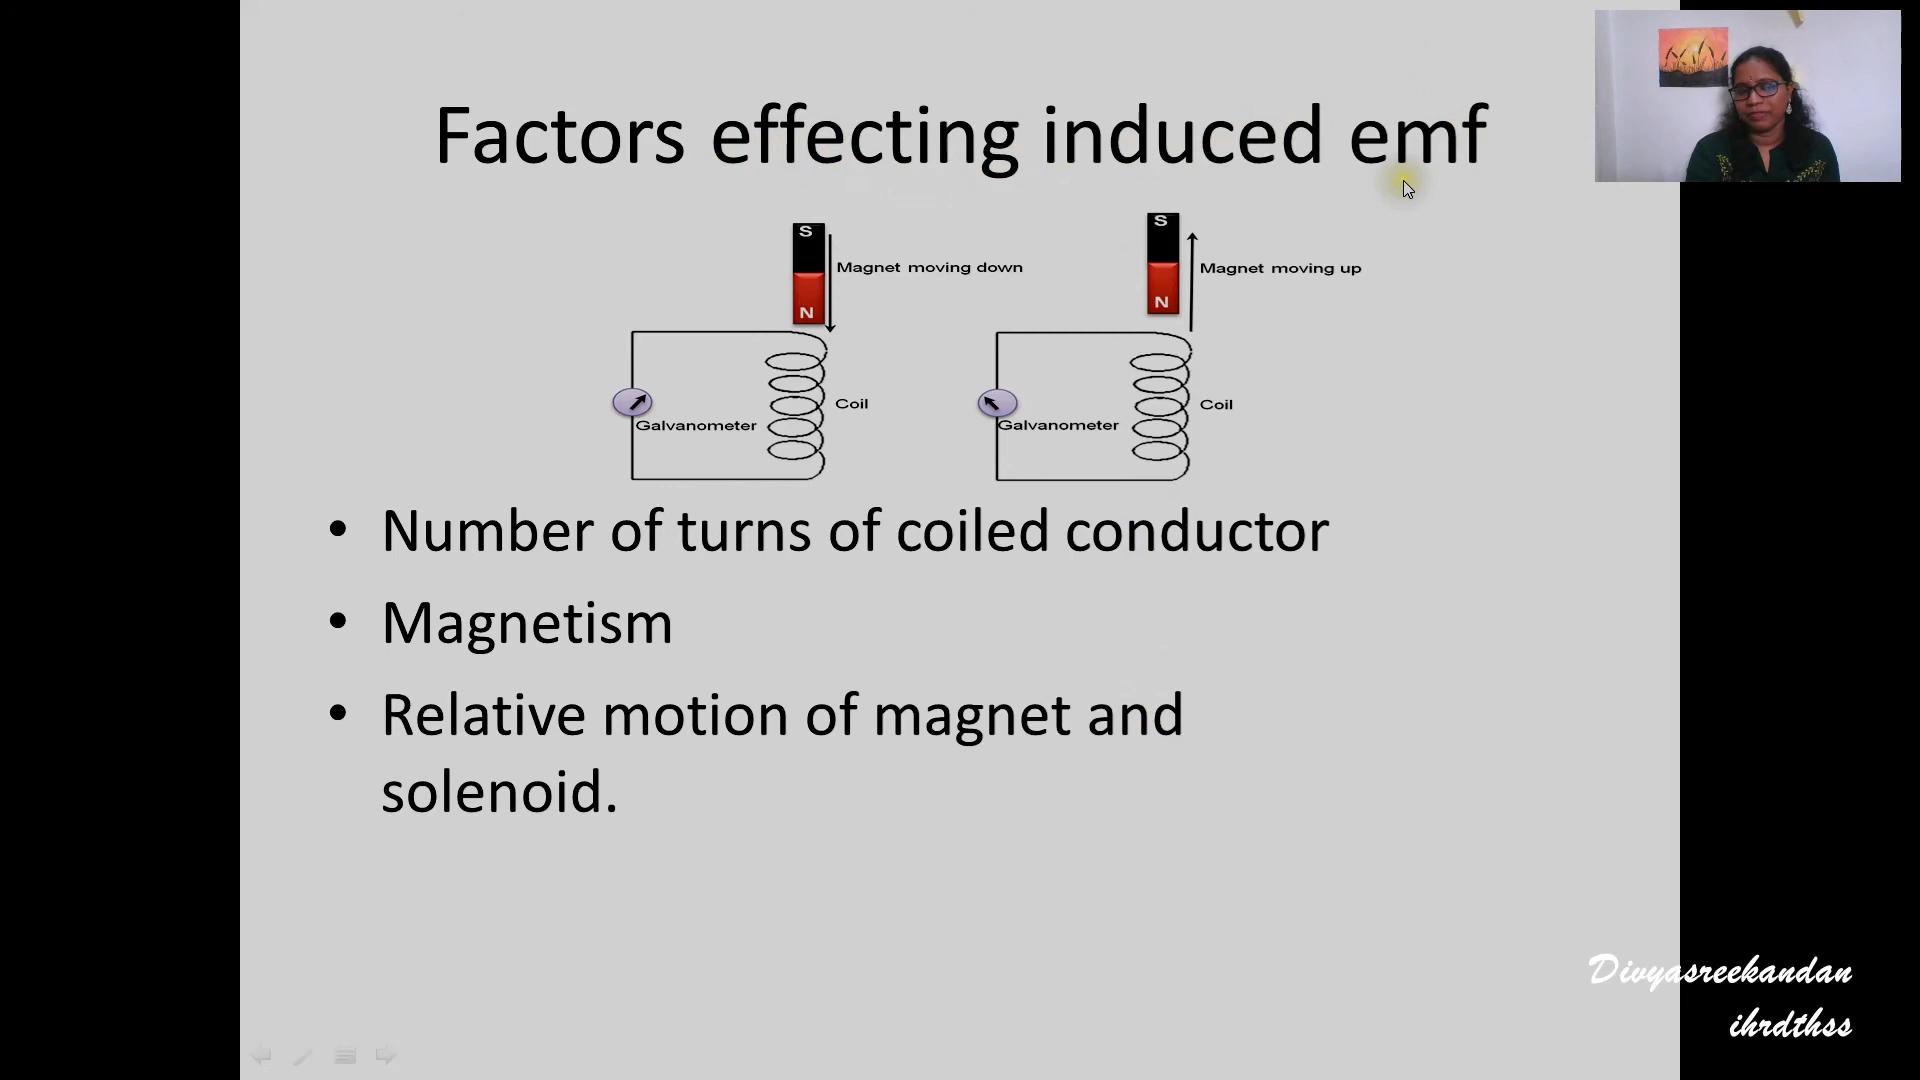 Factors effecting induced emf
S
Magnet moving down
N
Galvanometer
Coil
S
Magnet moving up
N
Galvanometer
Coil
• Number of turns of coiled conductor
• Magnetism
• Relative motion of magnet and
solenoid.
Divyasreekandan
ihrdthss